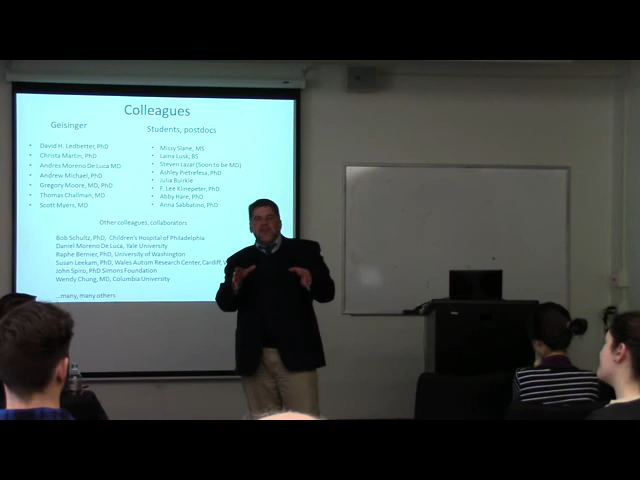 Colleagues
Geisinger
• David H. Ledbetter, PhD
• Christa Martin, PhD
• Andres Moreno De Luca MD
• Andrew Michael, PhD
• Gregory Moore, MD, PhD
• Thomas Challman, MD
• Scott Myers, MD
Students, postdocs
• Missy Slane, MS
• Laina Lusk, BS
• Steven Lazar (Soon to be MD)
• Ashley Pietrefesa, PhD
• Julia Buirkle
• F. Lee Klinepeter, PhD
• Abby Hare, PhD
• Anna Sabbatino, PhD
Other colleagues, collaborators
Bob Schultz, PhD, Children's Hospital of Philadelphia
Daniel Moreno De Luca, Yale University
Raphe Bernier, PhD, University of Washington
Susan Leekam, PhD, Wales Autism Research Center, Cardiff,
John Spiro, PhD Simons Foundation
Wendy Chung, MD, Columbia University
...many, many others